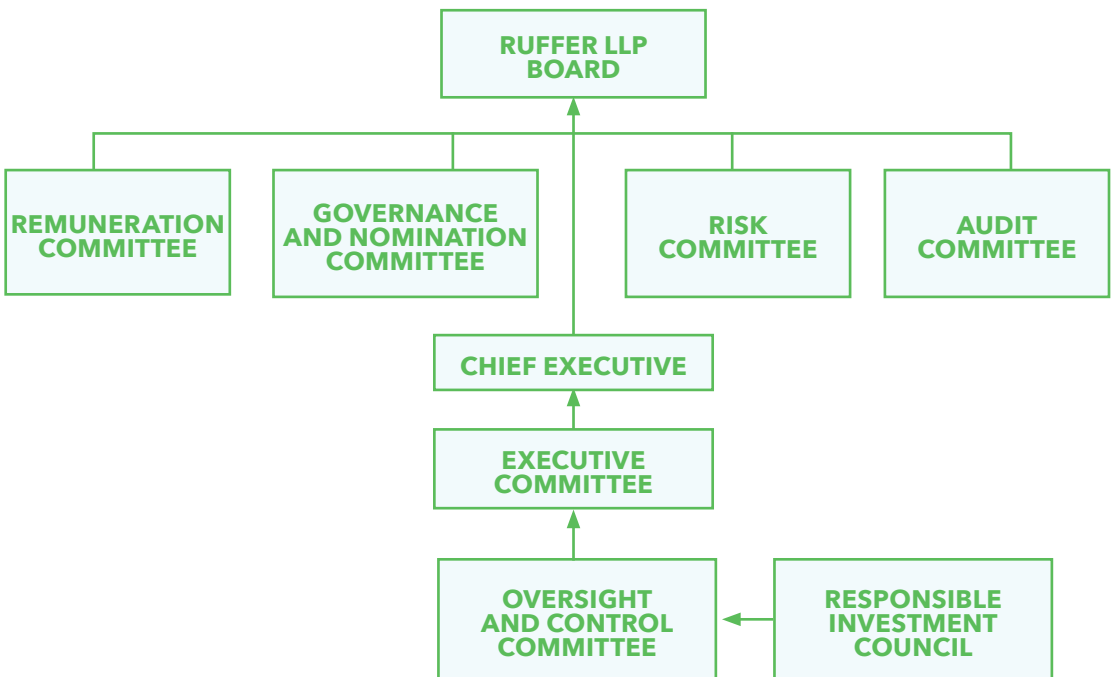 RUFFER LLP
BOARD
REMUNERATION
COMMITTEE
GOVERNANCE
AND NOMINATION
COMMITTEE
RISK
COMMITTEE
AUDIT
COMMITTEE
CHIEF EXECUTIVE
EXECUTIVE
COMMITTEE
OVERSIGHT
AND CONTROL
COMMITTEE
RESPONSIBLE
INVESTMENT
COUNCIL